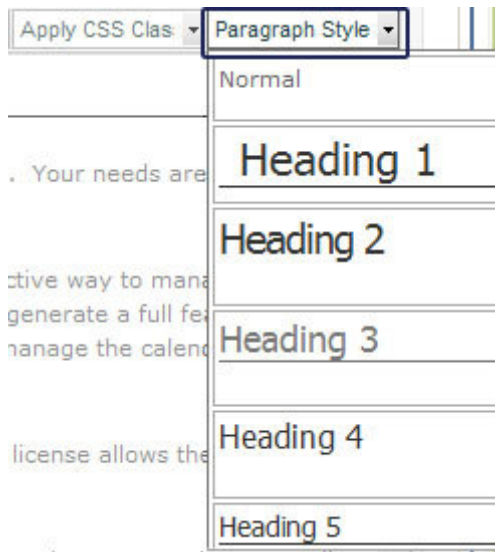 Apply CSS Clas Paragraph Style
Normal
Heading 1
. Your needs are
Heading 2
ctive way to mana
generate a full fea
nanage the calend
Heading 3
Heading 4
license allows the
Heading 5